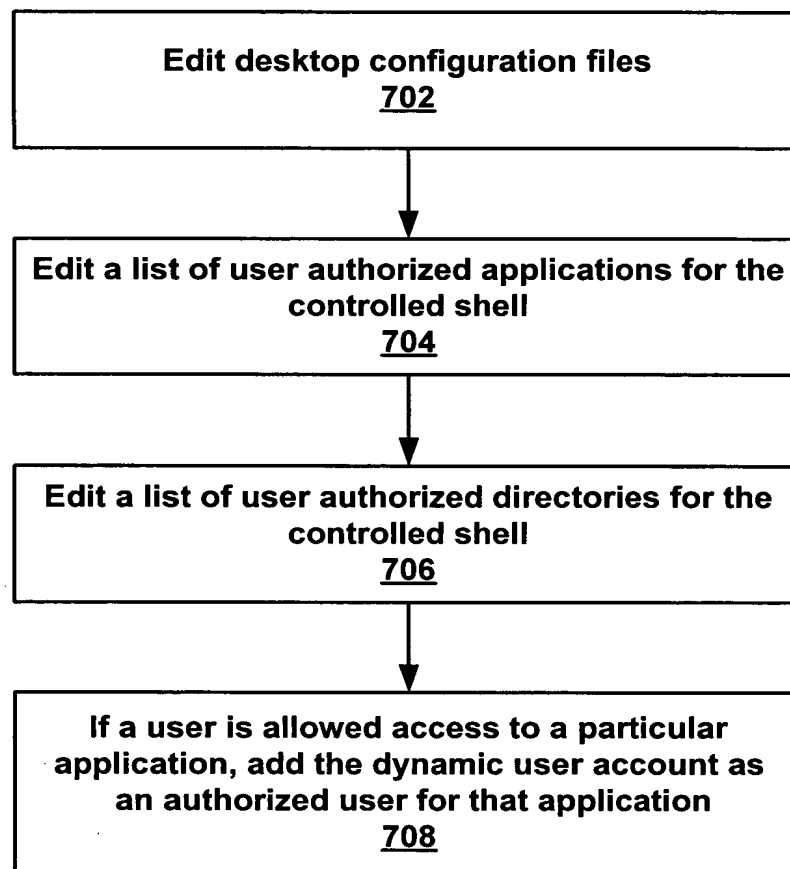 Edit desktop configuration files
702
Edit a list of user authorized applications for the
controlled shell
704
Edit a list of user authorized directories for the
controlled shell
706
If a user is allowed access to a particular
application, add the dynamic user account as
an authorized user for that application
708